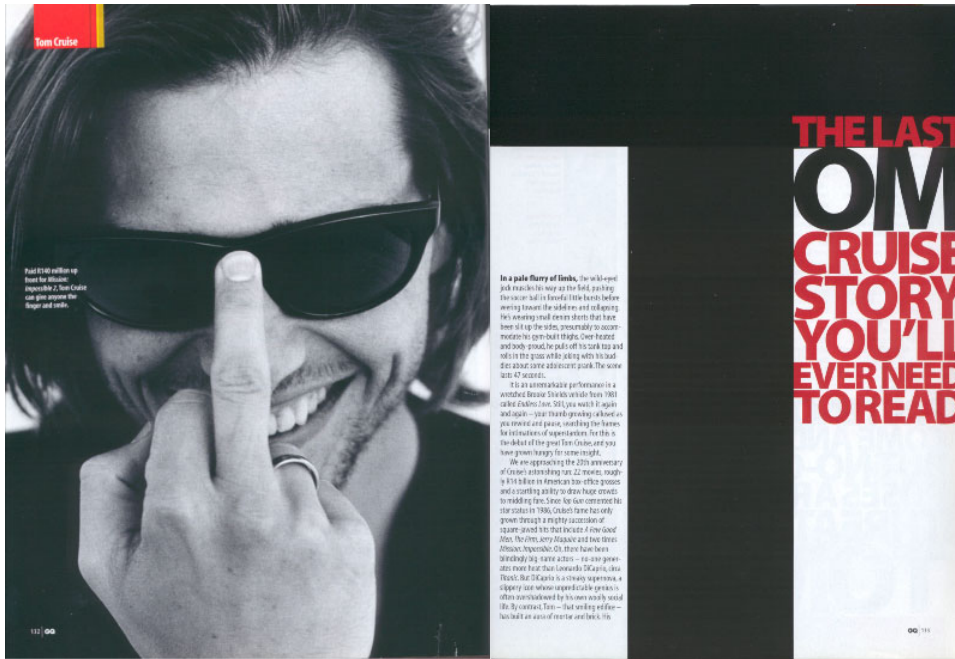 Tom Cruise
Paid R140 million up
front for Mission:
Impossible 2, Tom Cruise
can give anyone the
finger and smile.
132 | GQ
In a pale flurry of limbs, the wild-eyed
jock muscles his way up the field, pushing
the soccer ball in forceful little bursts before
veering toward the sidelines and collapsing.
He's wearing small denim shorts that have
been slit up the sides, presumably to accom-
modate his gym-built thighs. Over-heated
and body-proud, he pulls off his tank top and
rolls in the grass while joking with his bud-
dies about some adolescent prank. The scene
lasts 47 seconds.
It is an unremarkable performance in a
wretched Brooke Shields vehicle from 1981
called Endless Love. Still, you watch it again
and again – your thumb growing callused as
you rewind and pause, searching the frames
for intimations of superstardom. For this is
the debut of the great Tom Cruise, and you
have grown hungry for some insight.
We are approaching the 20th anniversary
of Cruise's astonishing run: 22 movies, rough-
ly R14 billion in American box-office grosses
and a startling ability to draw huge crowds
to middling fare. Since Top Gun cemented his
star status in 1986, Cruise's fame has only
grown through a mighty succession of
square-jawed hits that include A Few Good
Men, The Firm, Jerry Maguire and two times
Mission, Impossible. Oh, there have been
blindingly big-name actors – no-one gener-
ates more heat than Leonardo DiCaprio, circa
Titanic. But DiCaprio is a streaky supernova, a
slippery icon whose unpredictable genius is
often overshadowed by his own woolly social
life. By contrast, Tom – that smiling edifice –
has built an aura of mortar and brick. His
THE LAST
OM
CRUISE
STORY
YOU'LL
EVER NEED
TO READ
GQ